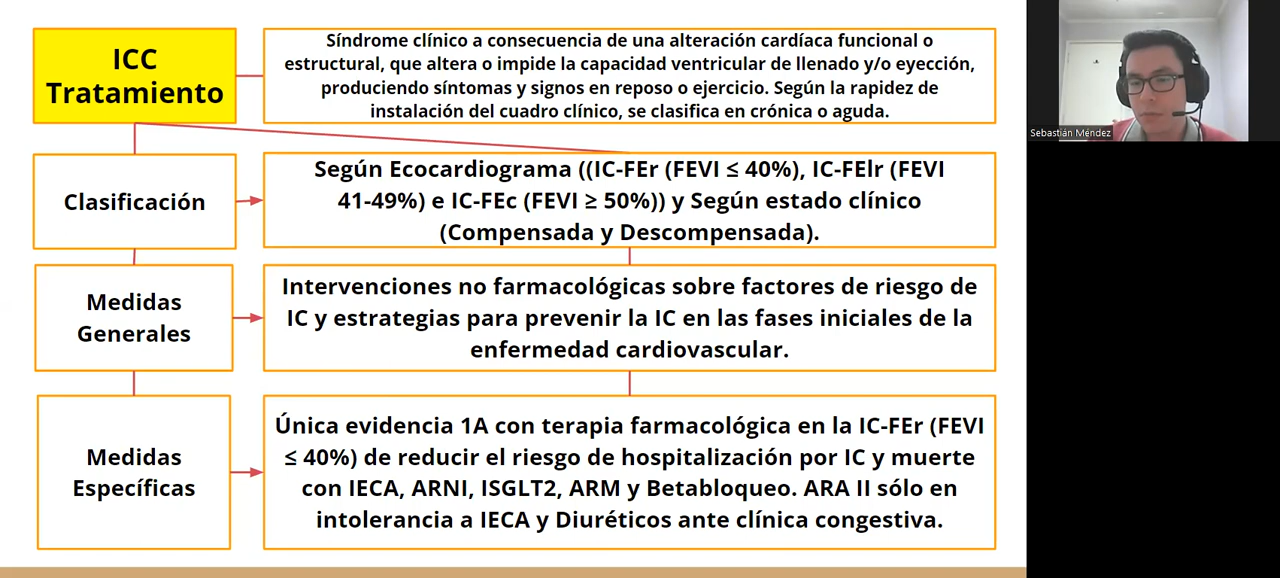 ICC
Tratamiento
Síndrome clínico a consecuencia de una alteración cardíaca funcional o
estructural, que altera o impide la capacidad ventricular de llenado y/o eyección,
produciendo síntomas y signos en reposo o ejercicio. Según la rapidez de
instalación del cuadro clínico, se clasifica en crónica o aguda.
Sebastián Méndez
Clasificación
Según Ecocardiograma ((IC-FEr (FEVI ≤ 40%), IC-FElr (FEVI
41-49%) e IC-FEc (FEVI ≥ 50%)) y Según estado clínico
(Compensada y Descompensada).
Medidas
Generales
Intervenciones no farmacológicas sobre factores de riesgo de
IC y estrategias para prevenir la IC en las fases iniciales de la
enfermedad cardiovascular.
Medidas
Específicas
Única evidencia 1A con terapia farmacológica en la IC-FEr (FEVI
≤ 40%) de reducir el riesgo de hospitalización por IC y muerte
con IECA, ARNI, ISGLT2, ARM y Betabloqueo. ARA II sólo en
intolerancia a IECA y Diuréticos ante clínica congestiva.